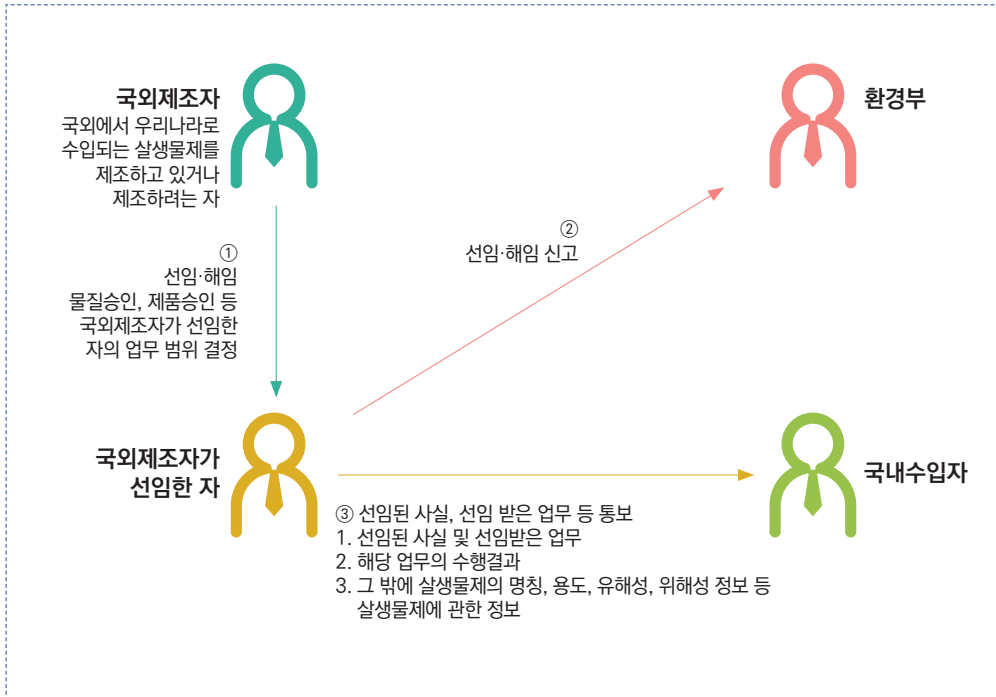 국외제조자
국외에서 우리나라로
수입되는 살생물제를
제조하고 있거나
제조하려는 자
환경부
①
선임·해임
물질승인, 제품승인 등
국외제조자가 선임한
자의 업무 범위 결정
②
선임·해임 신고
국외제조자가
선임한 자
국내수입자
③ 선임된 사실, 선임 받은 업무 등 통보
1. 선임된 사실 및 선임받은 업무
2. 해당 업무의 수행결과
3. 그 밖에 살생물제의 명칭, 용도, 유해성, 위해성 정보 등
살생물제에 관한 정보